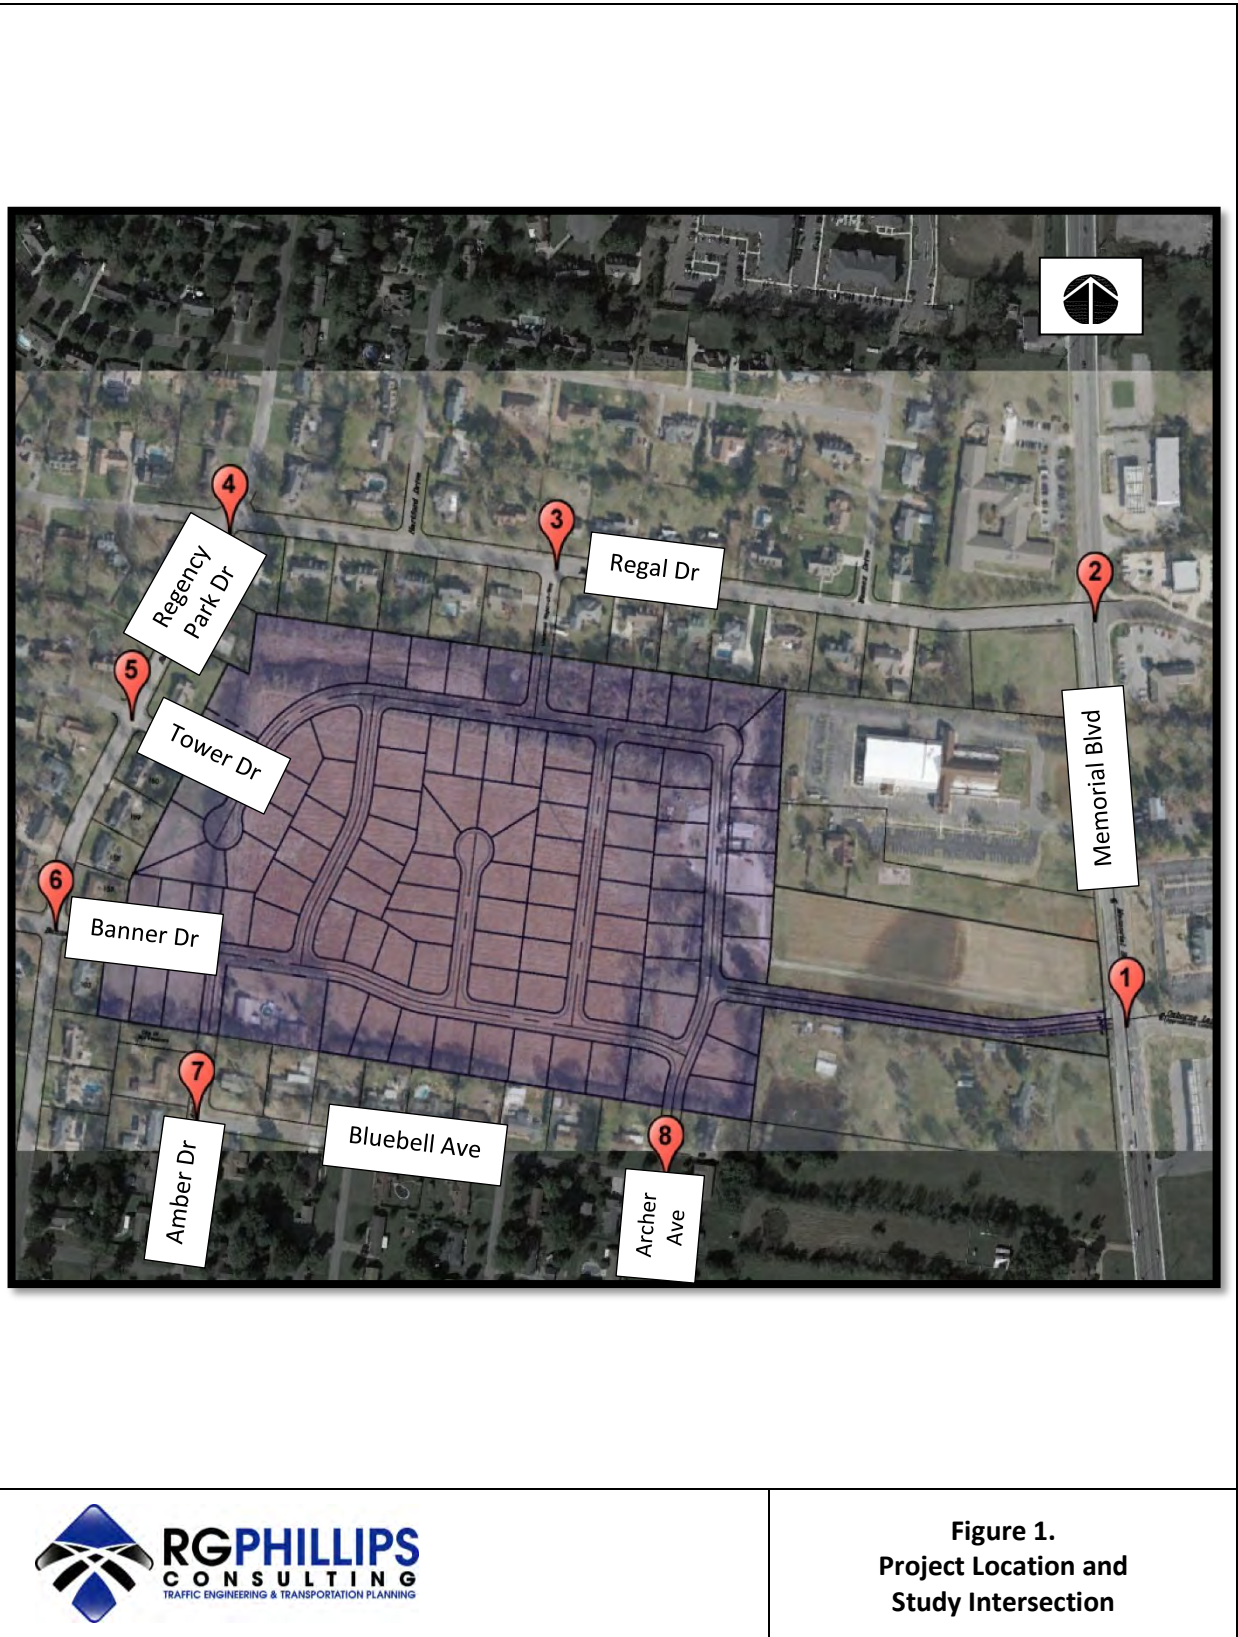 4
3
Hartford Drive
Regal Dr
2
Regency
Park Dr
5
Tower Dr
Memorial Blvd
6
Banner Dr
1
7
Bluebell Ave
8
Amber Dr
Archer
Ave
RGPHILLIPS
CONSULTING
TRAFFIC ENGINEERING & TRANSPORTATION PLANNING
Figure 1.
Project Location and
Study Intersection